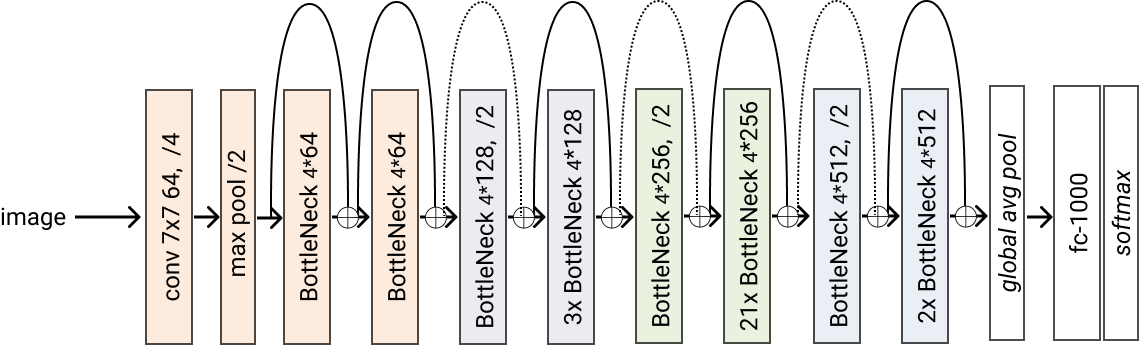 image
conv 7x7 64, /4
max pool /2
BottleNeck 4*64
BottleNeck 4*64
BottleNeck 4*128, /2
3x BottleNeck 4*128
BottleNeck 4*256, /2
21x BottleNeck 4*256
BottleNeck 4*512, /2
2x BottleNeck 4*512
global avg pool
fc-1000
softmax